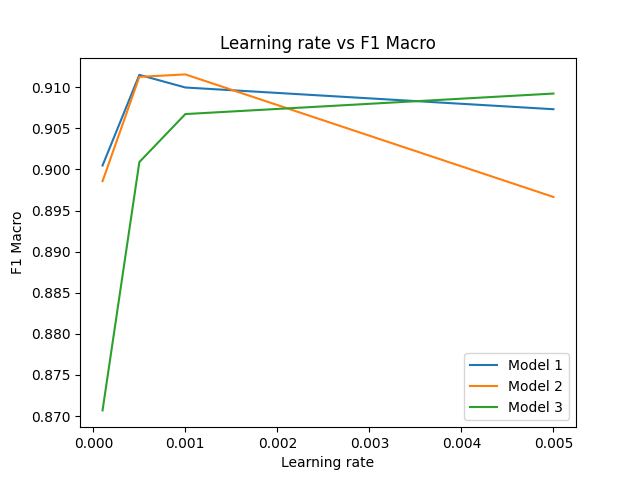 Learning rate vs F1 Macro
F1 Macro
0.910
0.905
0.900
0.895
0.890
0.885
0.880
0.875
0.870
Model 1
Model 2
Model 3
0.000 0.001 0.002 0.003 0.004 0.005
Learning rate